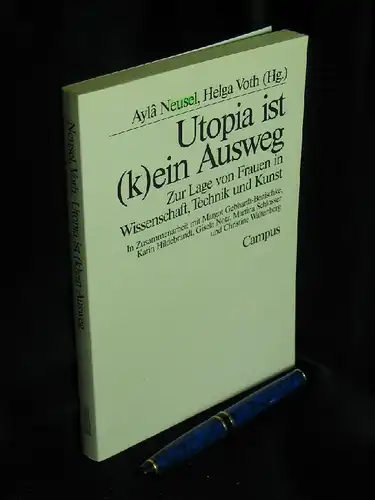 Aylâ Neusel, Helga Voth (Hg.)
Utopia ist
(k)ein Ausweg
Zur Lage von Frauen in
Wissenschaft, Technik und Kunst
In Zusammenarbeit mit Margot Gebhardt-Benischke,
Karin Hildebrandt, Gisela Notz, Martina Schlösser
und Christine Waltenberg
Campus
Neusel, Voth Utopia ist (k)ein Ausweg